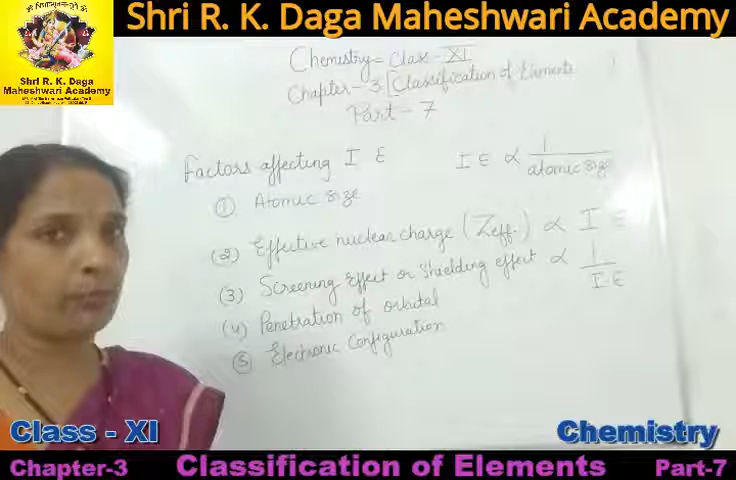 Shri R. K. Daga Maheshwari Academy
Shri R. K. Daga
Maheshwari Academy
Chemistry = Class - XI
Chapter - 3 [Classification of Elements
Part - 7
Factors affecting I E
I E ∝ 1/atomic size
① Atomic size
(2) Effective nuclear charge (Zeff.) ∝ I E
(3) Screening Effect or Shielding effect ∝ 1/I E
(4) Penetration of orbital
⑤ Electronic Configuration
Class - XI
Chemistry
Chapter-3 Classification of Elements Part-7